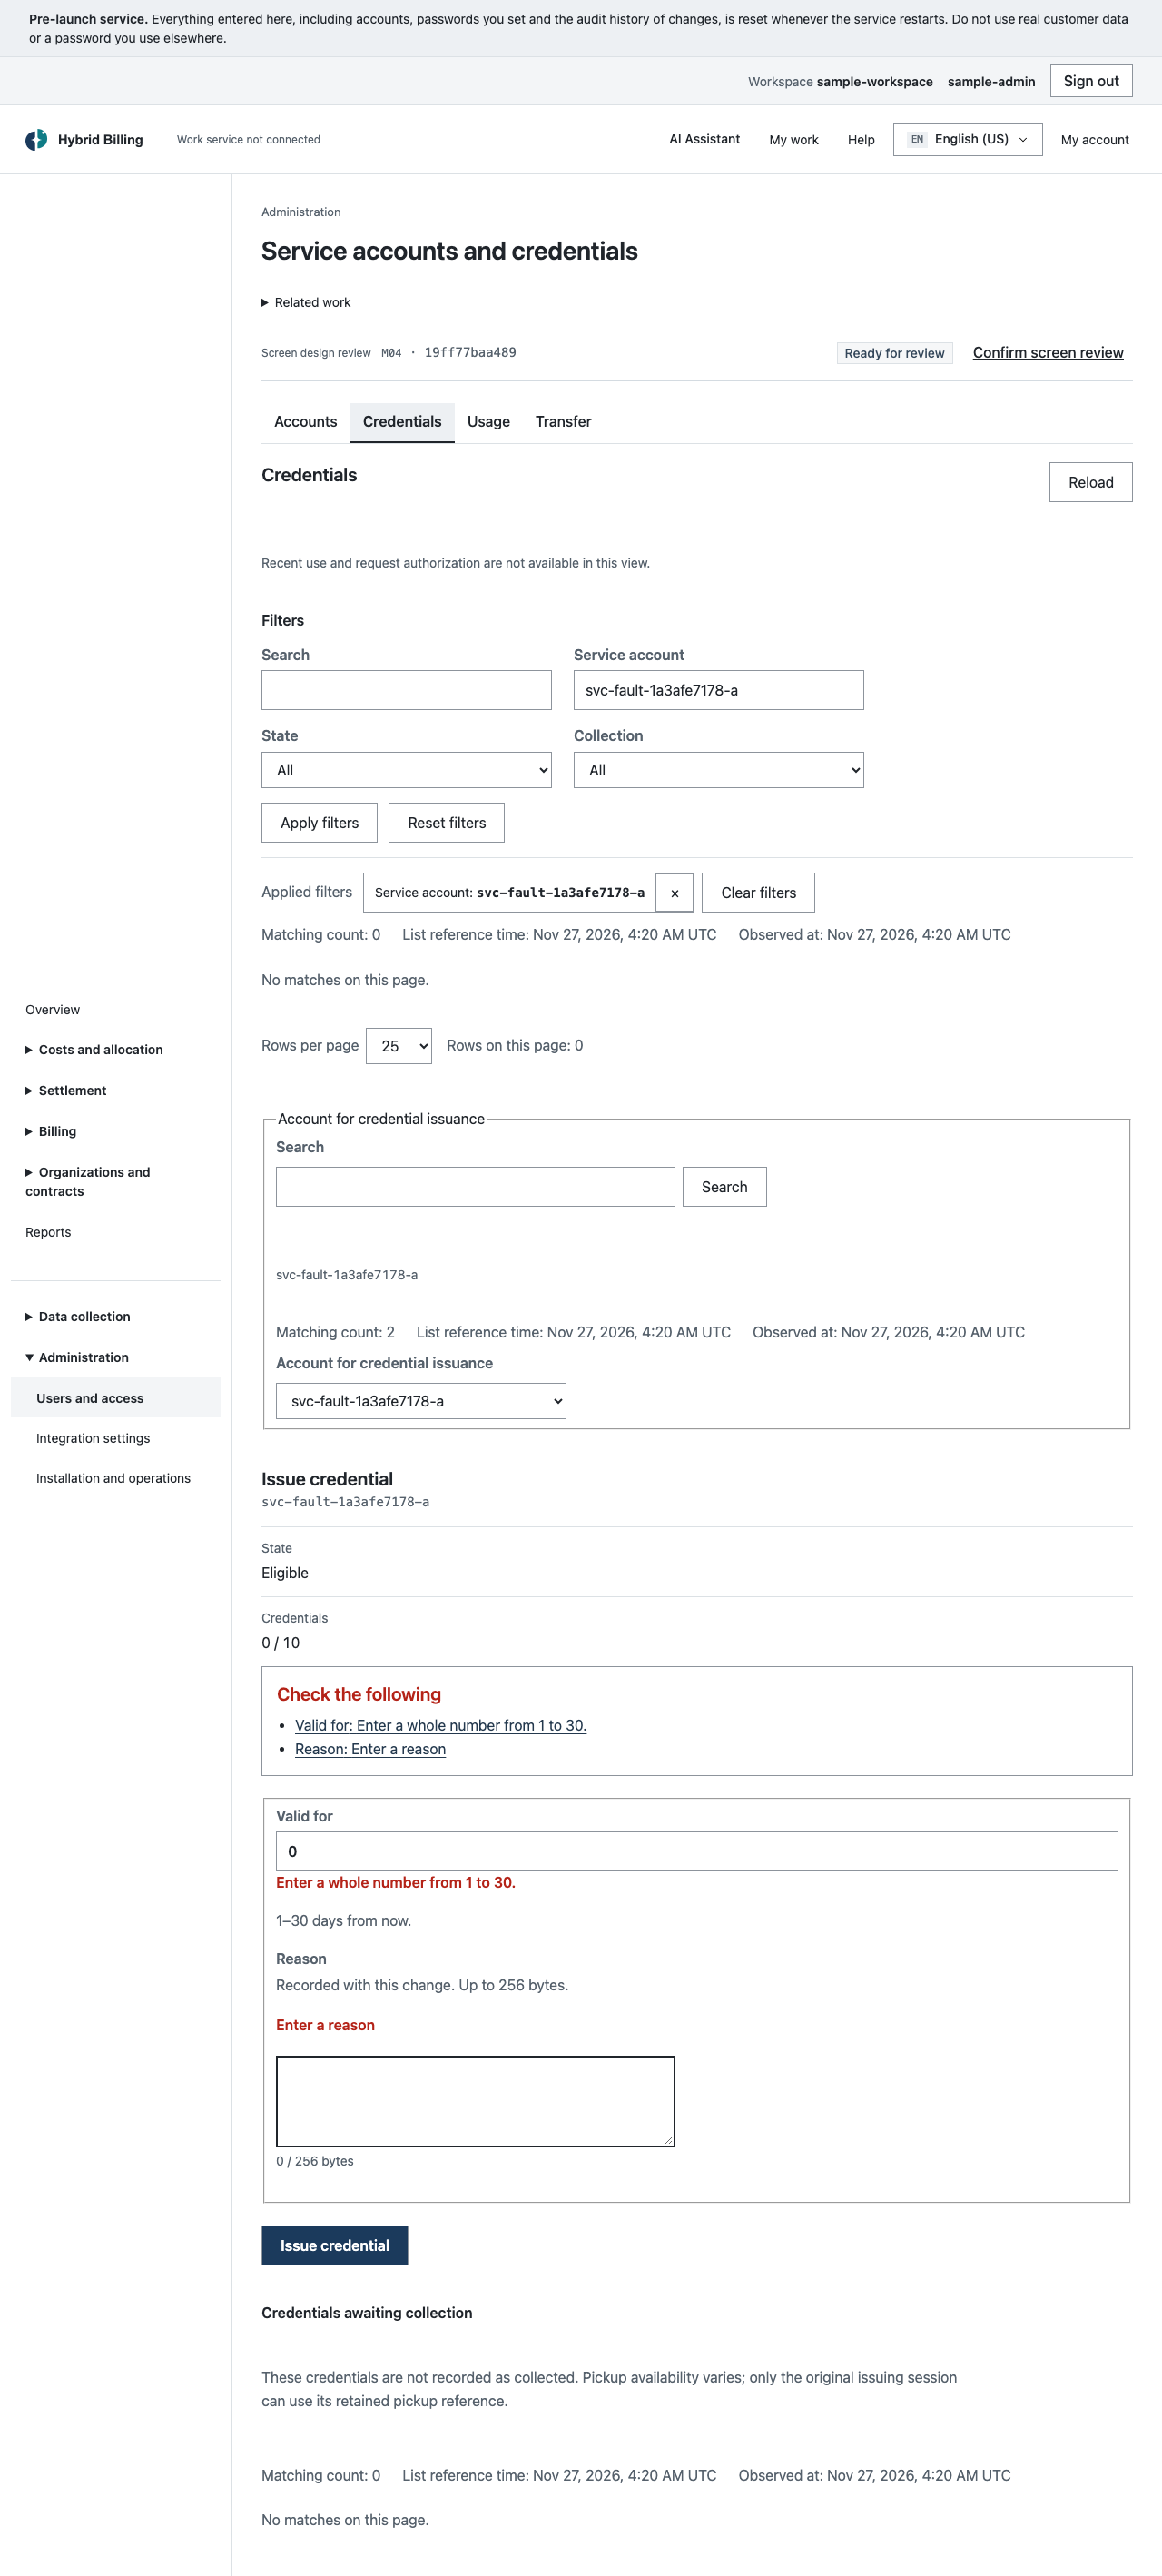 Pre-launch service. Everything entered here, including accounts, passwords you set and the audit history of changes, is reset whenever the service restarts. Do not use real customer data
or a password you use elsewhere.
Workspace sample-workspace sample-admin Sign out
Hybrid Billing Work service not connected AI Assistant My work Help EN English (US) My account
Administration
Service accounts and credentials
Related work
Screen design review M04 · 19ff77baa489 Ready for review Confirm screen review
Accounts Credentials Usage Transfer
Credentials Reload
Recent use and request authorization are not available in this view.
Filters
Search Service account
svc-fault-1a3afe7178-a
State Collection
All All
Apply filters Reset filters
Applied filters Service account: svc-fault-1a3afe7178-a × Clear filters
Matching count: 0 List reference time: Nov 27, 2026, 4:20 AM UTC Observed at: Nov 27, 2026, 4:20 AM UTC
No matches on this page.
Rows per page 25 Rows on this page: 0
Overview
Costs and allocation
Settlement
Billing
Organizations and
contracts
Reports
Data collection
Administration
Users and access
Integration settings
Installation and operations
Account for credential issuance
Search
Search
svc-fault-1a3afe7178-a
Matching count: 2 List reference time: Nov 27, 2026, 4:20 AM UTC Observed at: Nov 27, 2026, 4:20 AM UTC
Account for credential issuance
svc-fault-1a3afe7178-a
Issue credential
svc-fault-1a3afe7178-a
State
Eligible
Credentials
0 / 10
Check the following
• Valid for: Enter a whole number from 1 to 30.
• Reason: Enter a reason
Valid for
0
Enter a whole number from 1 to 30.
1–30 days from now.
Reason
Recorded with this change. Up to 256 bytes.
Enter a reason
0 / 256 bytes
Issue credential
Credentials awaiting collection
These credentials are not recorded as collected. Pickup availability varies; only the original issuing session
can use its retained pickup reference.
Matching count: 0 List reference time: Nov 27, 2026, 4:20 AM UTC Observed at: Nov 27, 2026, 4:20 AM UTC
No matches on this page.